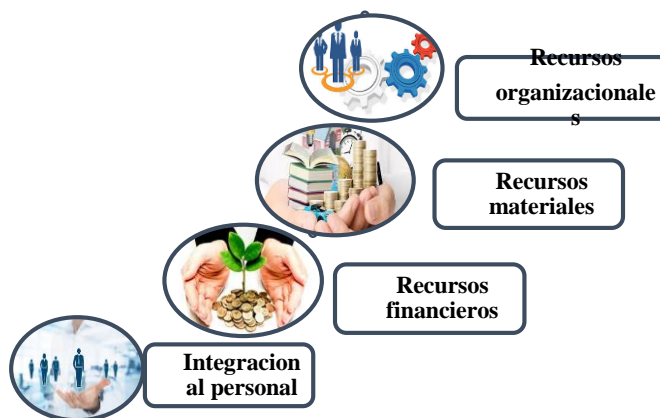 Recursos
organizacionale
s
Recursos
materiales
Recursos
financieros
Integracion
al personal